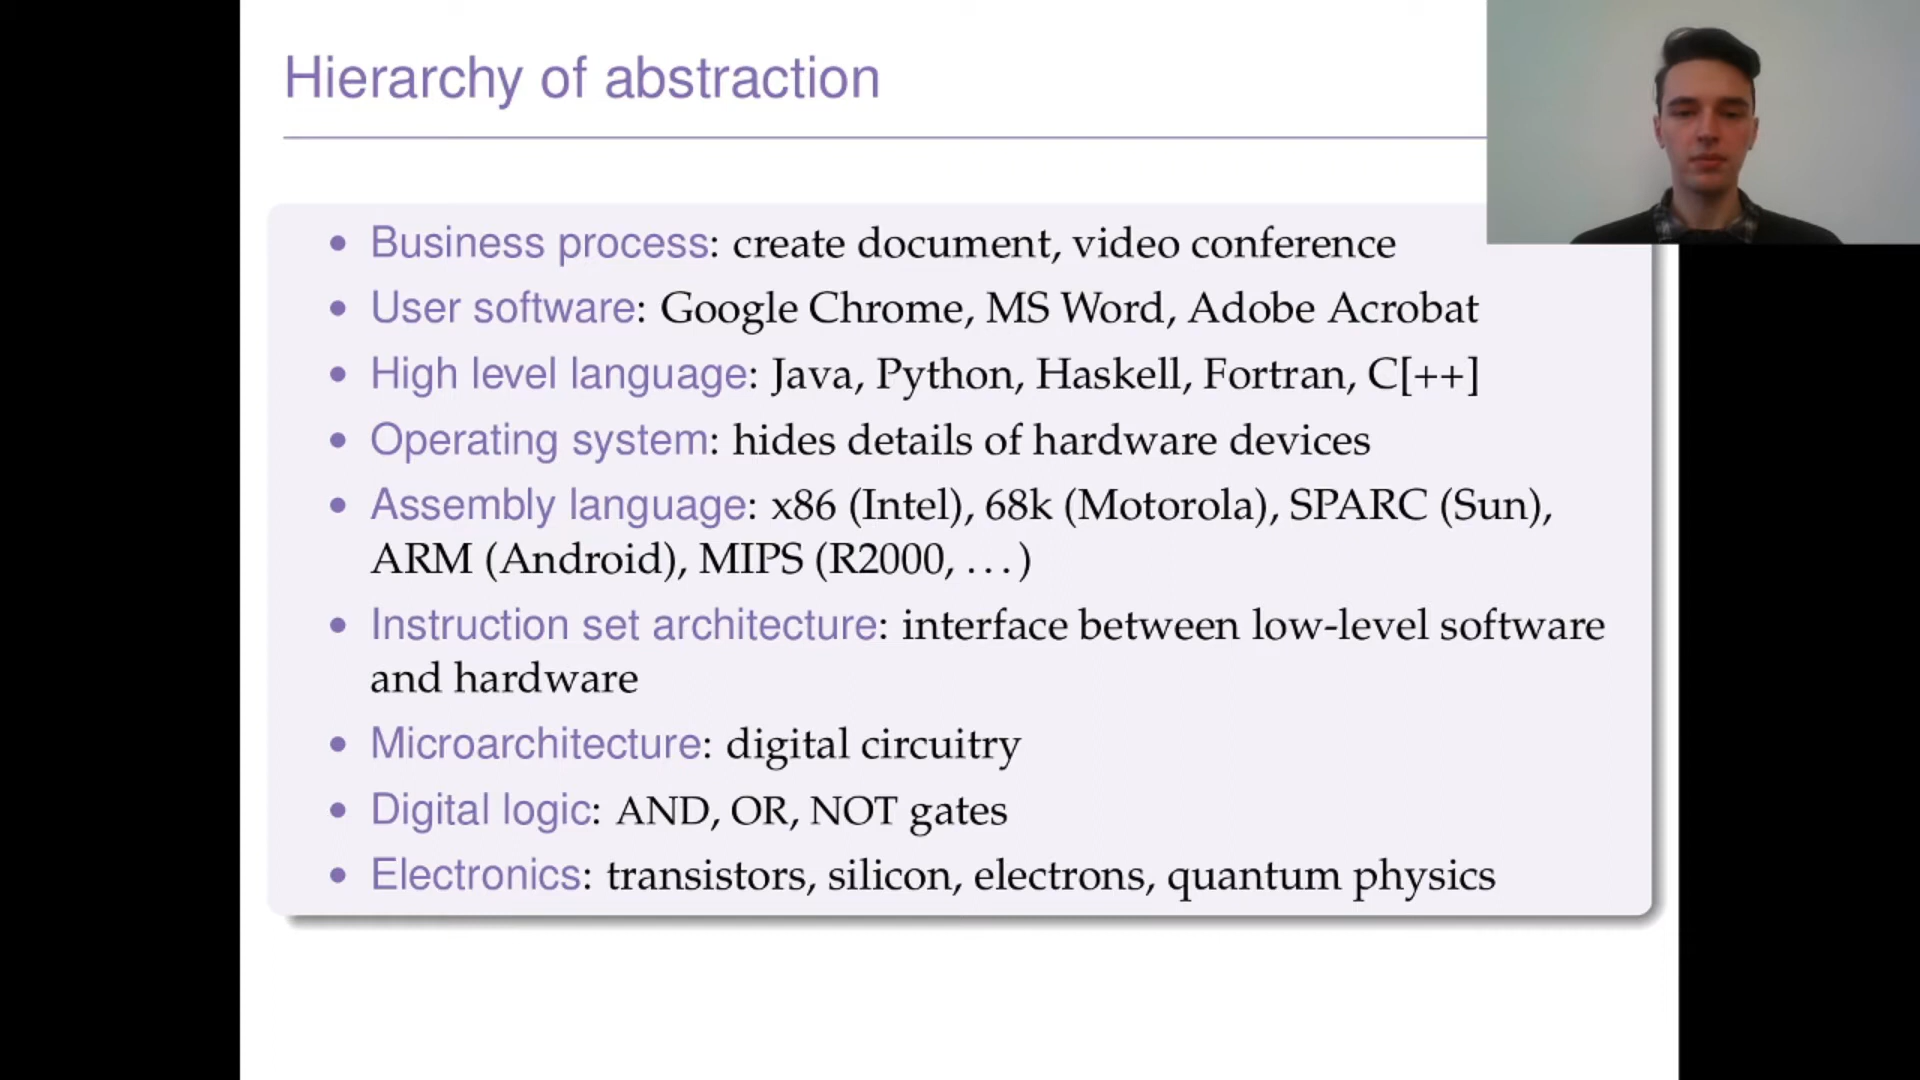 Hierarchy of abstraction
• Business process: create document, video conference
• User software: Google Chrome, MS Word, Adobe Acrobat
• High level language: Java, Python, Haskell, Fortran, C[++]
• Operating system: hides details of hardware devices
• Assembly language: x86 (Intel), 68k (Motorola), SPARC (Sun),
ARM (Android), MIPS (R2000, . . . )
• Instruction set architecture: interface between low-level software
and hardware
• Microarchitecture: digital circuitry
• Digital logic: AND, OR, NOT gates
• Electronics: transistors, silicon, electrons, quantum physics